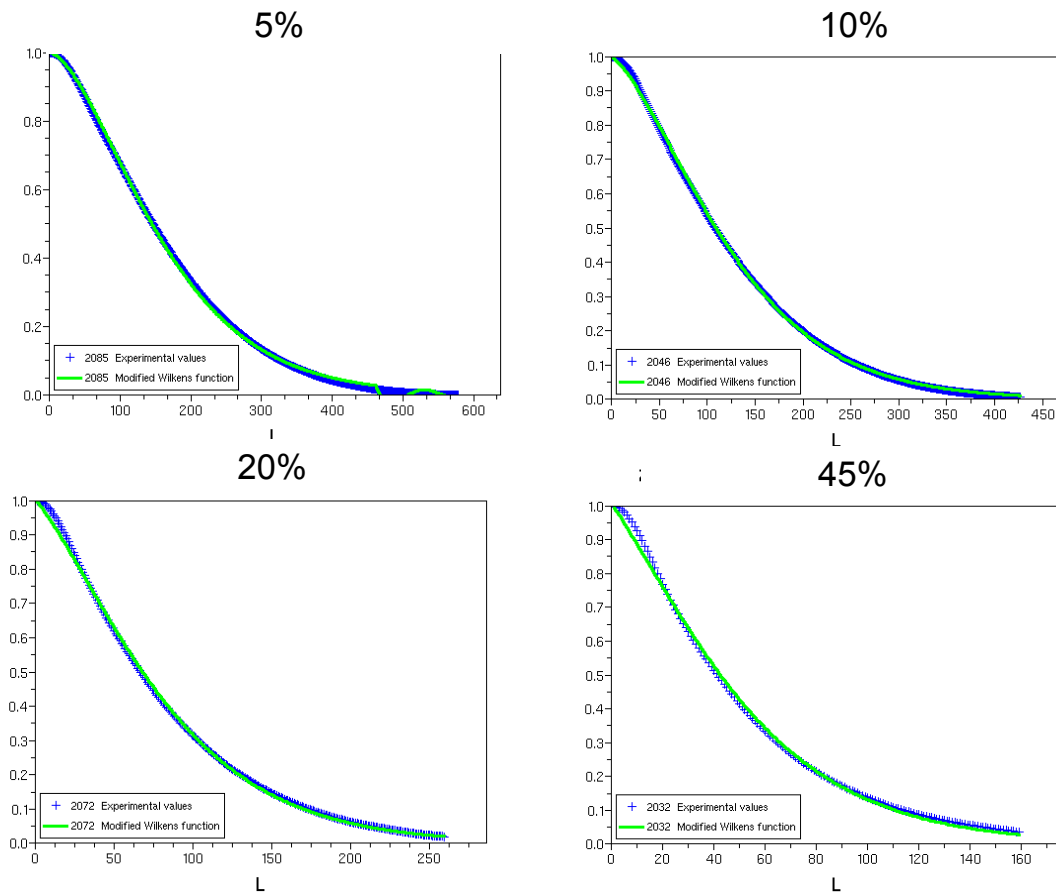 5%
1.0
0.8
0.6
0.4
0.2
0.0
+ 2085 Experimental values
2085 Modified Wilkens function
0 100 200 300 400 500 600
10%
1.0
0.9
0.8
0.7
0.6
0.5
0.4
0.3
0.2
0.1
0.0
+ 2046 Experimental values
2046 Modified Wilkens function
0 50 100 150 200 250 300 350 400 450
L
20%
1.0
0.9
0.8
0.7
0.6
0.5
0.4
0.3
0.2
0.1
0.0
+ 2072 Experimental values
2072 Modified Wilkens function
0 50 100 150 200 250
L
45%
1.0
0.9
0.8
0.7
0.6
0.5
0.4
0.3
0.2
0.1
0.0
+ 2032 Experimental values
2032 Modified Wilkens function
0 20 40 60 80 100 120 140 160
L